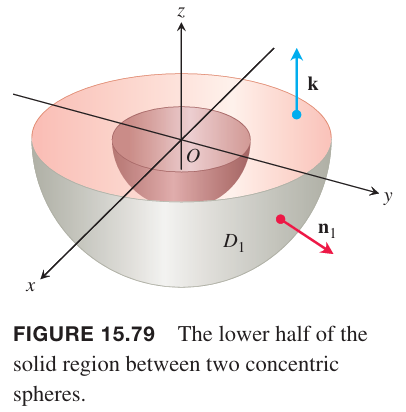 z
k
O
y
n1
D1
x
FIGURE 15.79 The lower half of the
solid region between two concentric
spheres.